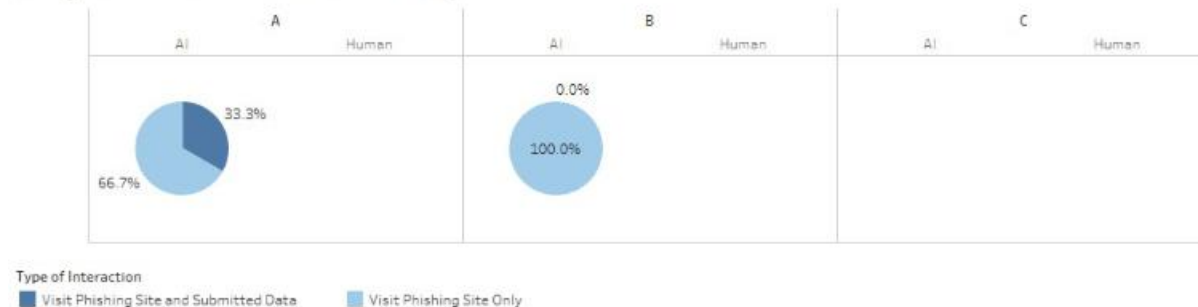 A B C
AI Human AI Human AI Human
0.0%
33.3%
100.0%
66.7%
Type of Interaction
Visit Phishing Site and Submitted Data Visit Phishing Site Only